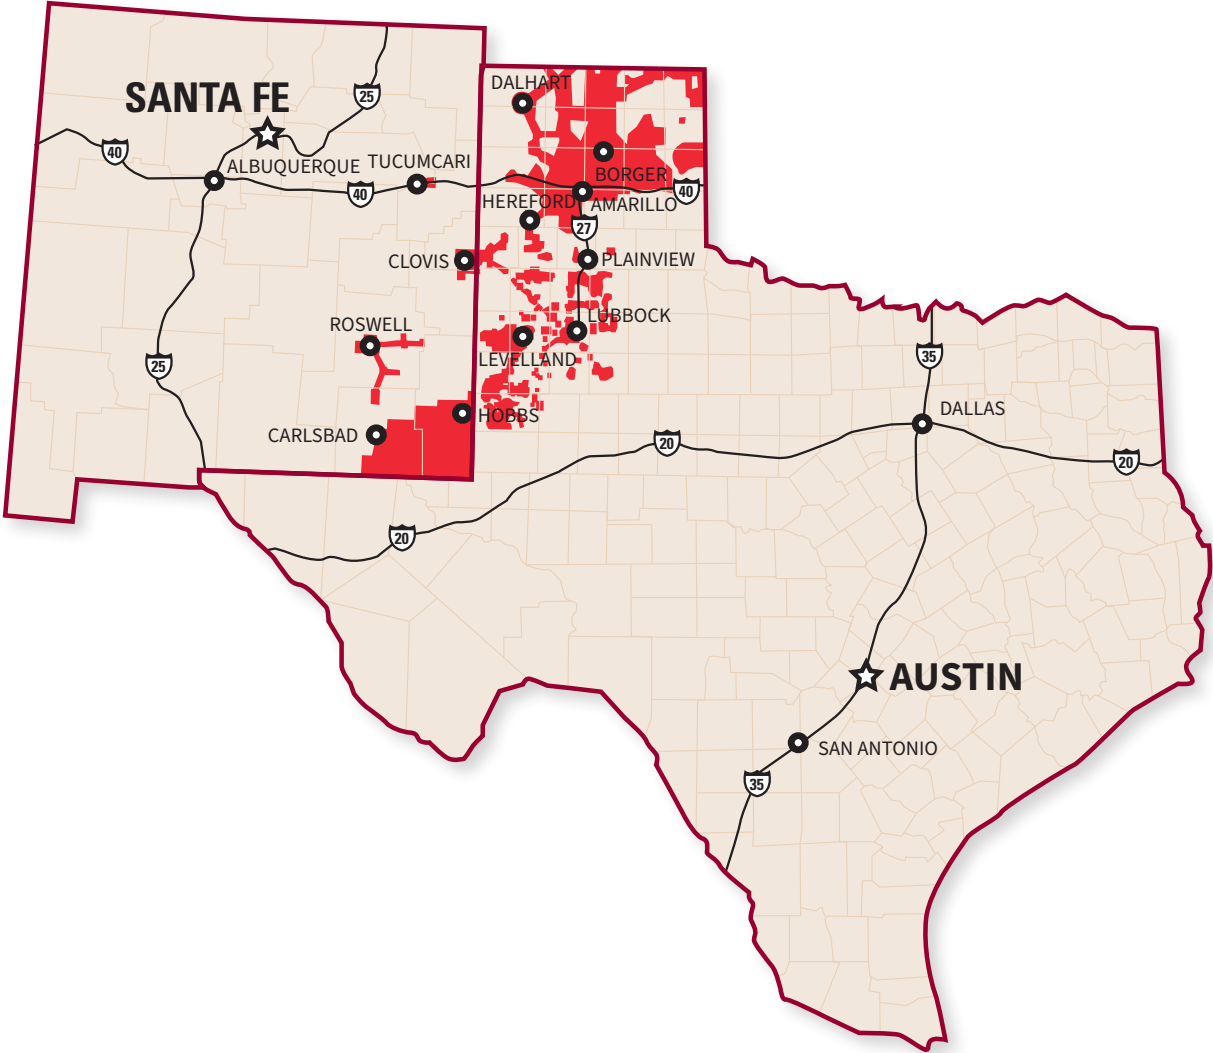 DALHART
SANTA FE
25
40
ALBUQUERQUE
TUCUMCARI
BORGER
40
40
HEREFORD
AMARILLO
27
CLOVIS
PLAINVIEW
ROSWELL
LUBBOCK
25
LEVELLAND
35
HOBBS
DALLAS
CARLSBAD
20
20
20
AUSTIN
SAN ANTONIO
35